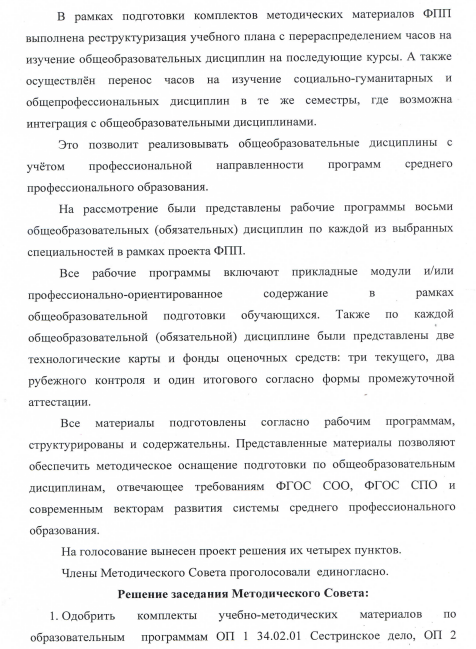 В рамках подготовки комплектов методических материалов ФПП
выполнена реструктуризация учебного плана с перераспределением часов на
изучение общеобразовательных дисциплин на последующие курсы. А также
осуществлён перенос часов на изучение социально-гуманитарных и
общепрофессиональных дисциплин в те же семестры, где возможна
интеграция с общеобразовательными дисциплинами.
Это позволит реализовывать общеобразовательные дисциплины с
учётом профессиональной направленности программ среднего
профессионального образования.
На рассмотрение были представлены рабочие программы восьми
общеобразовательных (обязательных) дисциплин по каждой из выбранных
специальностей в рамках проекта ФПП.
Все рабочие программы включают прикладные модули и/или
профессионально-ориентированное содержание в рамках
общеобразовательной подготовки обучающихся. Также по каждой
общеобразовательной (обязательной) дисциплине были представлены две
технологические карты и фонды оценочных средств: три текущего, два
рубежного контроля и один итогового согласно формы промежуточной
аттестации.
Все материалы подготовлены согласно рабочим программам,
структурированы и содержательны. Представленные материалы позволяют
обеспечить методическое оснащение подготовки по общеобразовательным
дисциплинам, отвечающее требованиям ФГОС СОО, ФГОС СПО и
современным векторам развития системы среднего профессионального
образования.
На голосование вынесен проект решения их четырех пунктов.
Члены Методического Совета проголосовали единогласно.
Решение заседания Методического Совета:
1. Одобрить комплекты учебно-методических материалов по
образовательным программам ОП 1 34.02.01 Сестринское дело, ОП 2